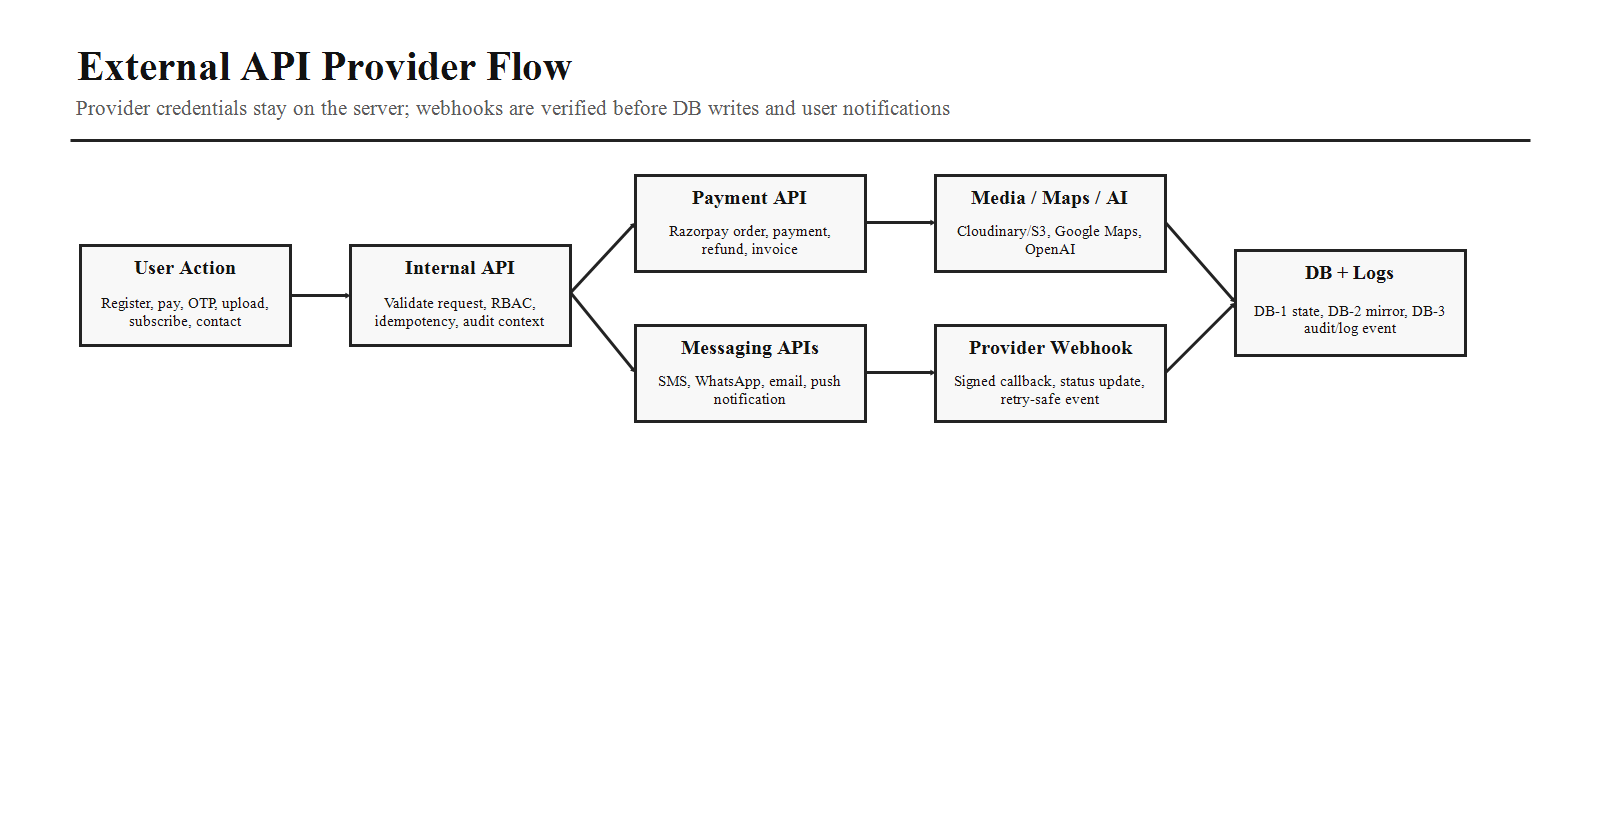 External API Provider Flow
Provider credentials stay on the server; webhooks are verified before DB writes and user notifications
User Action
Register, pay, OTP, upload,
subscribe, contact
Internal API
Validate request, RBAC,
idempotency, audit context
Payment API
Razorpay order, payment,
refund, invoice
Messaging APIs
SMS, WhatsApp, email, push
notification
Media / Maps / AI
Cloudinary/S3, Google Maps,
OpenAI
Provider Webhook
Signed callback, status update,
retry-safe event
DB + Logs
DB-1 state, DB-2 mirror, DB-3
audit/log event